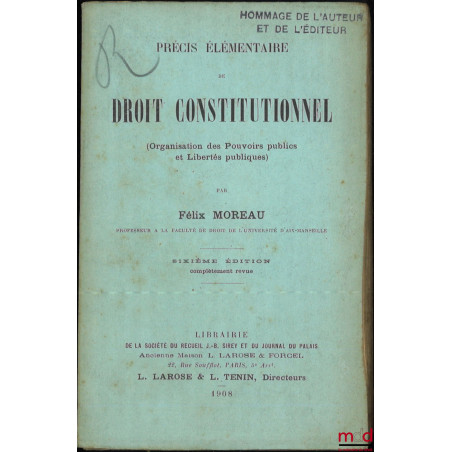 HOMMAGE DE L'AUTEUR
ET DE L'ÉDITEUR
R
PRÉCIS ÉLÉMENTAIRE
DE
DROIT CONSTITUTIONNEL
(Organisation des Pouvoirs publics
et Libertés publiques)
PAR
Félix MOREAU
PROFESSEUR A LA FACULTÉ DE DROIT DE L'UNIVERSITÉ D'AIX-MARSEILLE
SIXIÈME ÉDITION
complètement revue
LIBRAIRIE
DE LA SOCIÉTÉ DU RECUEIL J.-B. SIREY ET DU JOURNAL DU PALAIS
Ancienne Maison L. LAROSE & FORCEL
22, Rue Soufflot, PARIS, 5e Arrt.
L. LAROSE & L. TENIN, Directeurs
1908